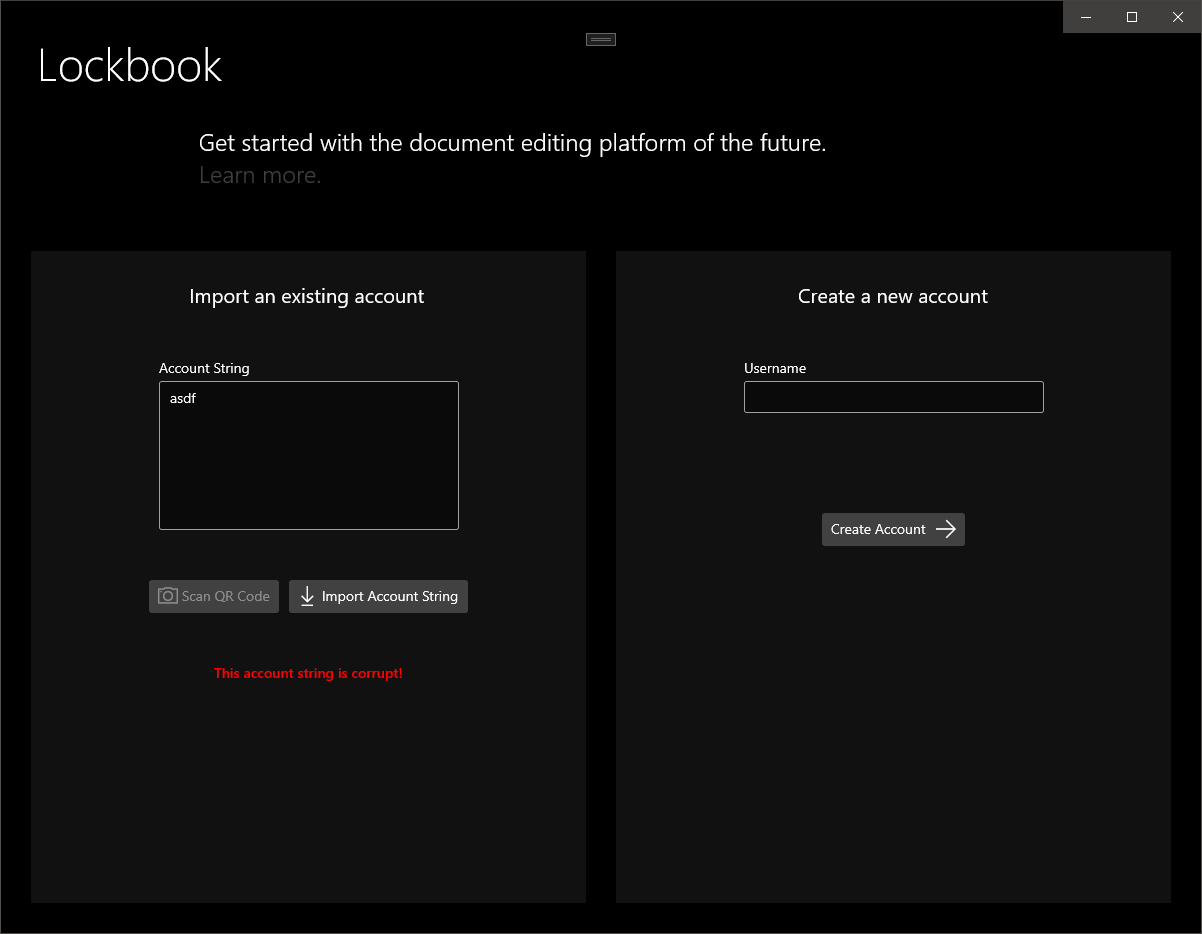 Lockbook
Get started with the document editing platform of the future.
Learn more.
Import an existing account
Account String
asdf
Scan QR Code
Import Account String
This account string is corrupt!
Create a new account
Username
Create Account